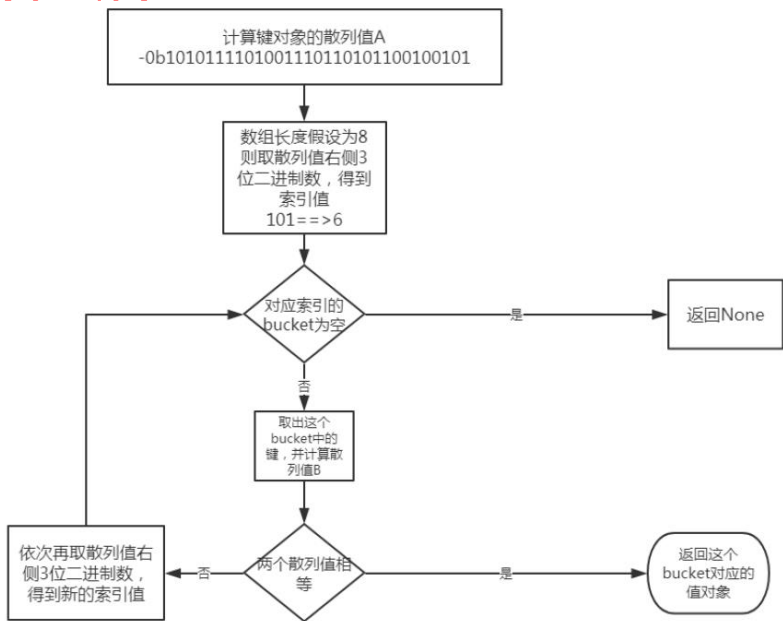 计算键对象的散列值A
-0b1010111101001110110101100100101
数组长度假设为8
则取散列值右侧3
位二进制数，得到
索引值
101==>6
对应索引的
bucket为空
是
返回None
否
取出这个
bucket中的
键，并计算散
列值B
两个散列值相
等
否
依次再取散列值右
侧3位二进制数，
得到新的索引值
是
返回这个
bucket对应的
值对象